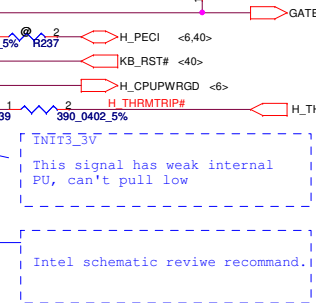 GATE
@
5% R237 2 H_PECI <6,40>
KB_RST# <40>
H_CPUPWRGD <6>
H_THRMTRIP#
1 2 H_TH
39 390_0402_5%
INIT3_3V
This signal has weak internal
PU, can't pull low
Intel schematic reviwe recommand.